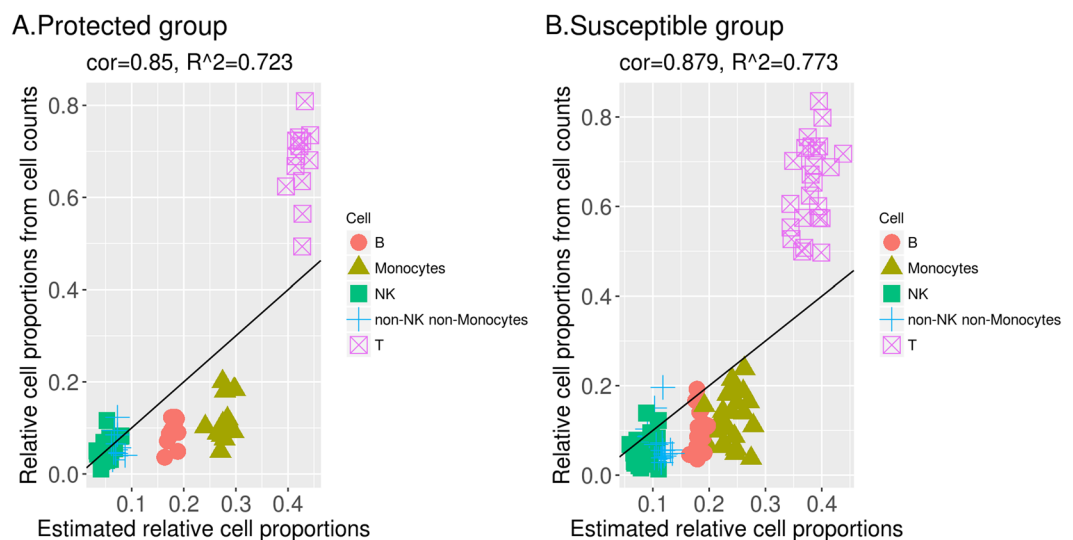 A.Protected group
cor=0.85, R^2=0.723
Relative cell proportions from cell counts
0.8
0.6
0.4
0.2
0.0
0.1 0.2 0.3 0.4
Estimated relative cell proportions
Cell
B
Monocytes
NK
non-NK non-Monocytes
T
B.Susceptible group
cor=0.879, R^2=0.773
Relative cell proportions from cell counts
0.8
0.6
0.4
0.2
0.0
0.1 0.2 0.3 0.4
Estimated relative cell proportions
Cell
B
Monocytes
NK
non-NK non-Monocytes
T